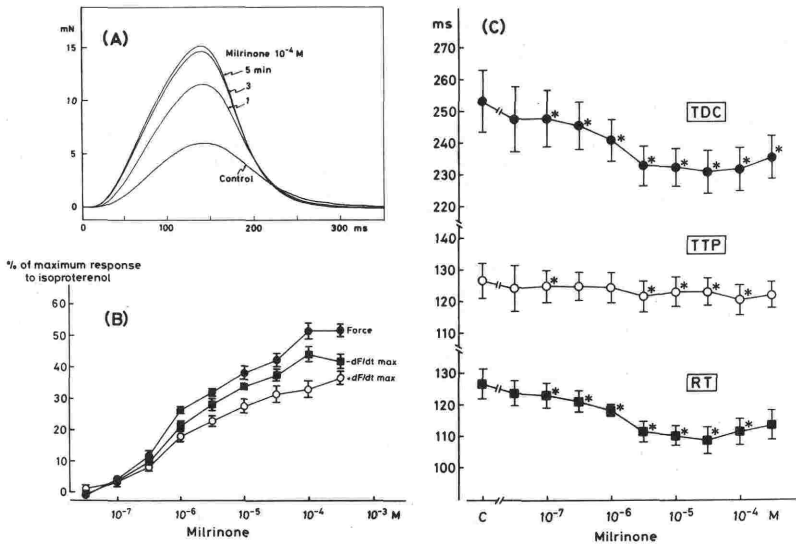 (A)
mN
15
10
5
0
Milrinone 10⁻⁴ M
5 min
3
1
Control
0
100
200
ms
300
(B)
% of maximum response
to isoproterenol
60
50
40
30
20
10
0
Force
-dF/dt max
+dF/dt max
10⁻⁷
10⁻⁶
10⁻⁵
10⁻⁴
10⁻³ M
Milrinone
(C)
ms
270
260
250
240
230
220
TDC
*
*
*
*
*
*
*
*
130
120
110
TTP
*
*
*
*
*
130
120
110
100
RT
*
*
*
*
*
*
*
C
10⁻⁷
10⁻⁶
10⁻⁵
10⁻⁴ M
Milrinone